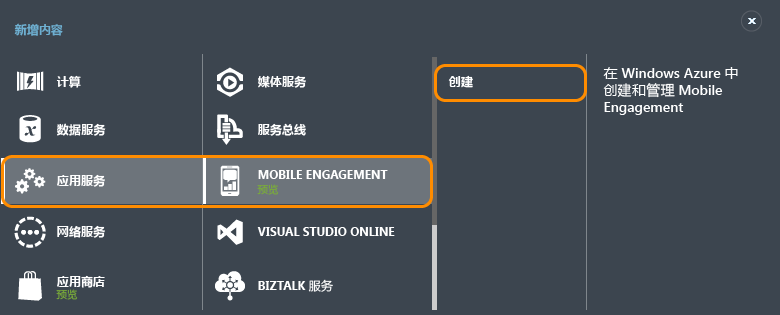 新增内容
计算
数据服务
应用服务
网络服务
应用商店
预览
媒体服务
服务总线
MOBILE ENGAGEMENT
预览
VISUAL STUDIO ONLINE
BIZTALK 服务
创建
在 Windows Azure 中
创建和管理 Mobile
Engagement